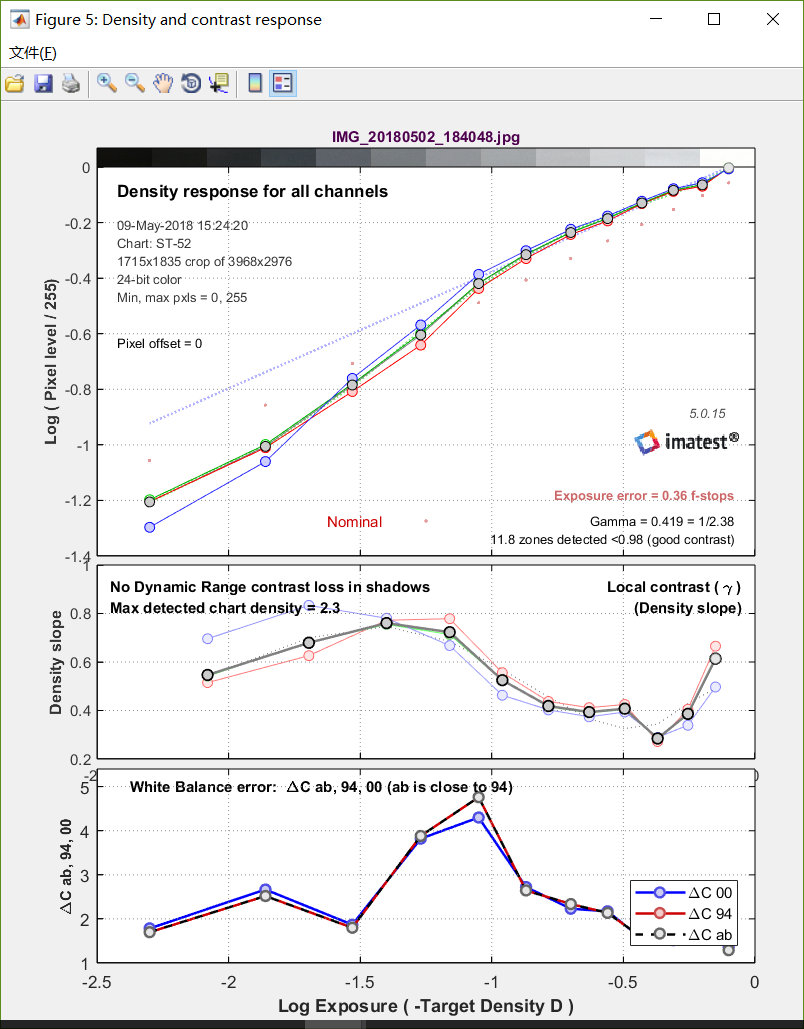 Figure 5: Density and contrast response
文件(F)
IMG_20180502_184048.jpg
Density response for all channels
09-May-2018 15:24:20
Chart: ST-52
1715x1835 crop of 3968x2976
24-bit color
Min, max pxls = 0, 255
Pixel offset = 0
Log ( Pixel level / 255)
0
-0.2
-0.4
-0.6
-0.8
-1
-1.2
-1.4
5.0.15
imatest®
Exposure error = 0.36 f-stops
Nominal
Gamma = 0.419 = 1/2.38
11.8 zones detected <0.98 (good contrast)
No Dynamic Range contrast loss in shadows
Max detected chart density = 2.3
Local contrast ( γ )
(Density slope)
Density slope
1
0.8
0.6
0.4
0.2
-2
0
White Balance error: ΔC ab, 94, 00 (ab is close to 94)
ΔC ab, 94, 00
5
4
3
2
1
ΔC 00
ΔC 94
ΔC ab
-2.5 -2 -1.5 -1 -0.5 0
Log Exposure ( -Target Density D )